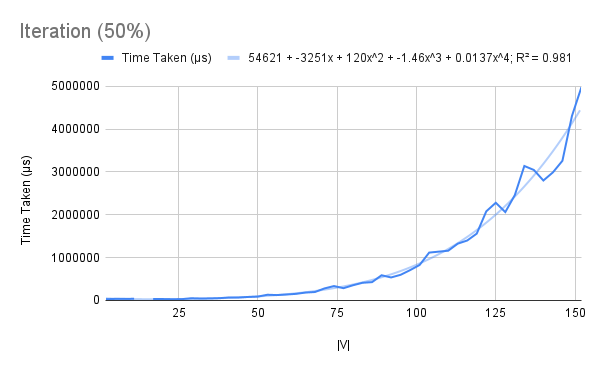 Iteration (50%)
Time Taken (µs)
54621 + -3251x + 120x^2 + -1.46x^3 + 0.0137x^4; R² = 0.981
5000000
4000000
3000000
2000000
1000000
0
Time Taken (µs)
25
50
75
100
125
150
|V|